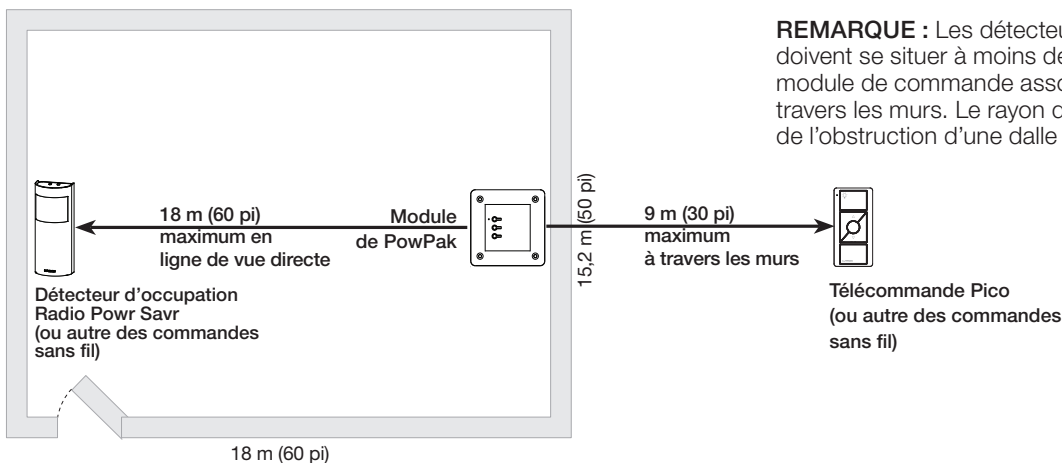 REMARQUE : Les détecteu
doivent se situer à moins de
module de commande asso
travers les murs. Le rayon d
de l'obstruction d'une dalle
18 m (60 pi)
maximum en
ligne de vue directe
Module
de PowPak
15,2 m (50 pi)
9 m (30 pi)
maximum
à travers les murs
Détecteur d'occupation
Radio Powr Savr
(ou autre des commandes
sans fil)
Télécommande Pico
(ou autre des commandes
sans fil)
18 m (60 pi)